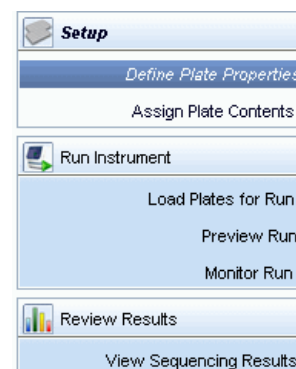 Setup
Define Plate Properties
Assign Plate Contents
Run Instrument
Load Plates for Run
Preview Run
Monitor Run
Review Results
View Sequencing Results